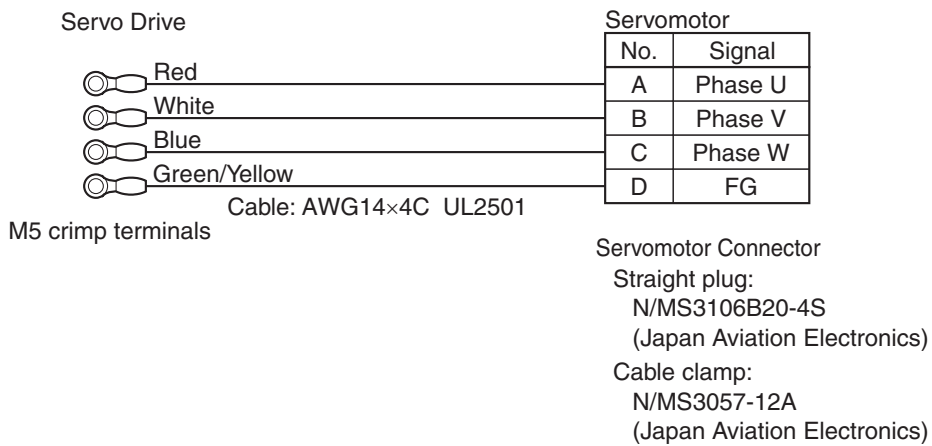 Servo Drive
Servomotor
No. Signal
Red
A Phase U
White
B Phase V
Blue
C Phase W
Green/Yellow
D FG
Cable: AWG14×4C UL2501
M5 crimp terminals
Servomotor Connector
Straight plug:
N/MS3106B20-4S
(Japan Aviation Electronics)
Cable clamp:
N/MS3057-12A
(Japan Aviation Electronics)